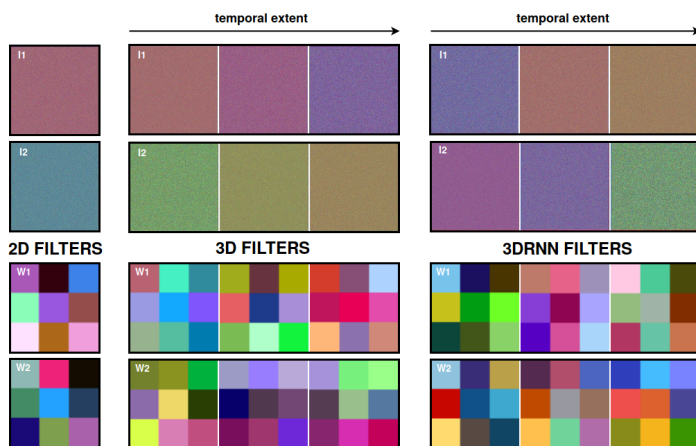 temporal extent
temporal extent
I1
I1
I1
I2
I2
I2
2D FILTERS
3D FILTERS
3DRNN FILTERS
W1
W1
W1
W2
W2
W2